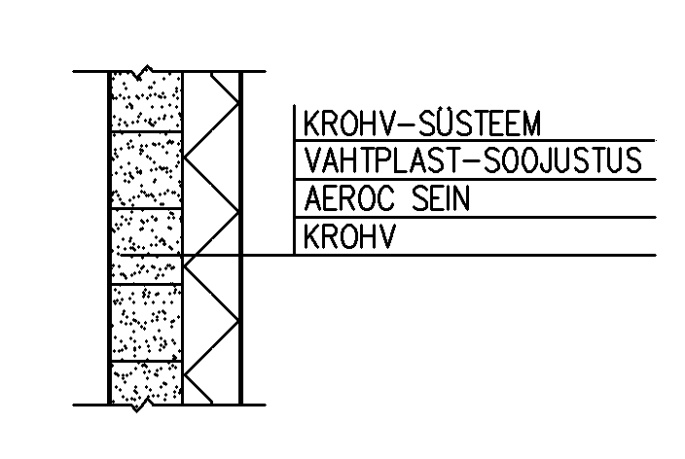 KROHV-SÜSTEEM
VAHTPLAST-SOOJUSTUS
AEROC SEIN
KROHV